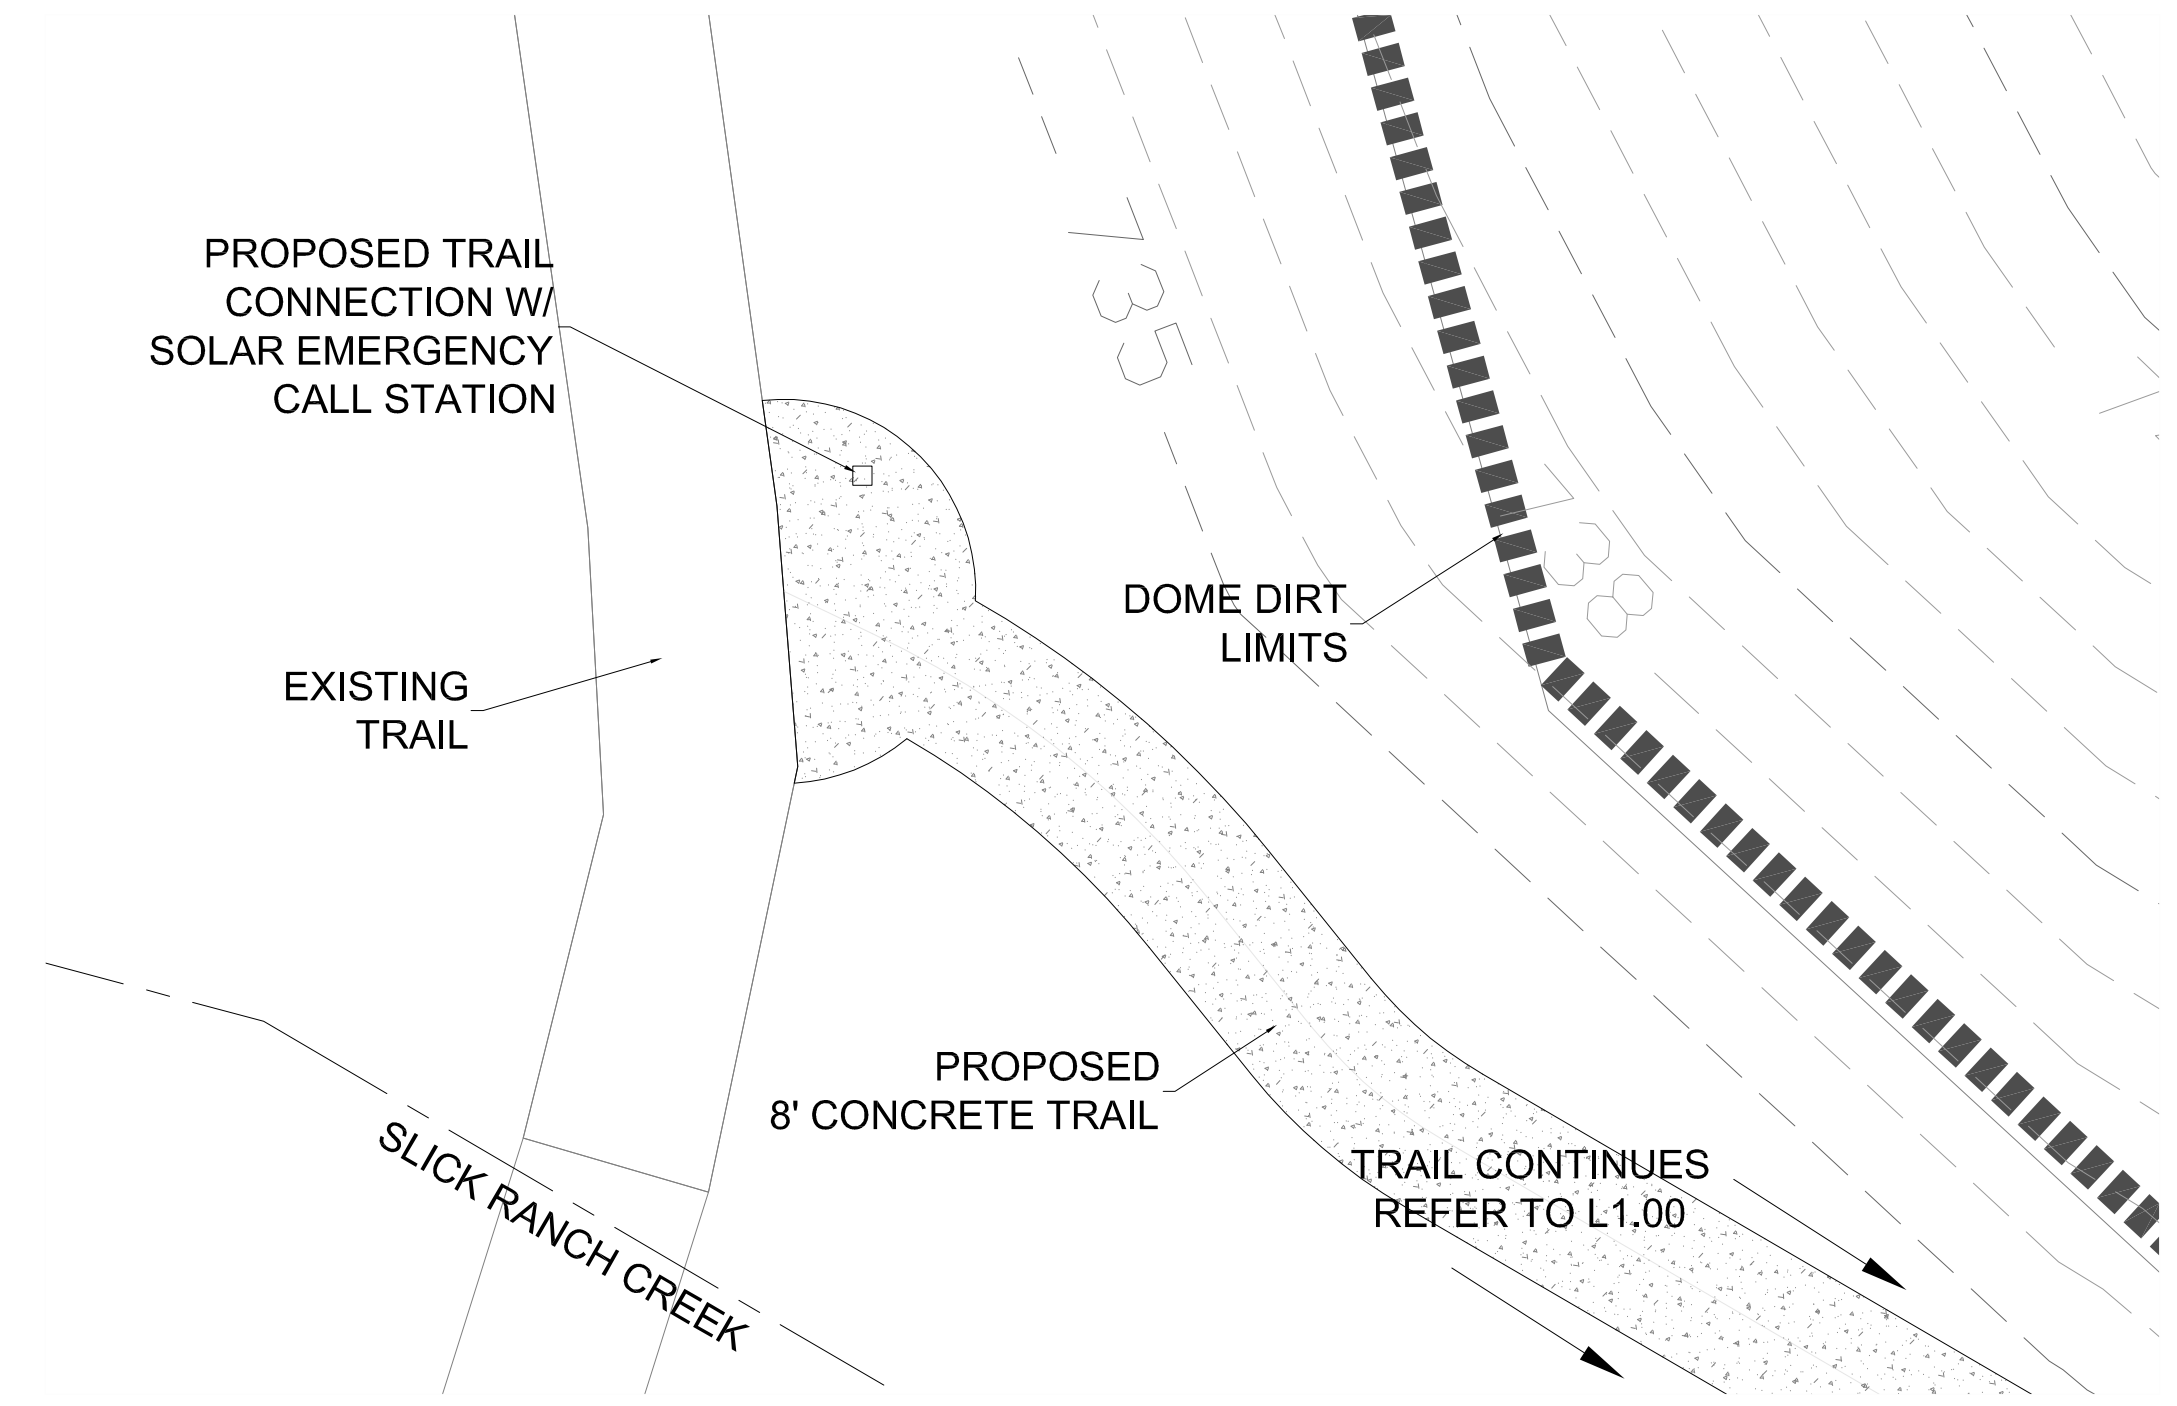 PROPOSED TRAIL
CONNECTION W/
SOLAR EMERGENCY
CALL STATION
735
738
DOME DIRT
LIMITS
EXISTING
TRAIL
PROPOSED
8' CONCRETE TRAIL
TRAIL CONTINUES
REFER TO L1.00
SLICK RANCH CREEK